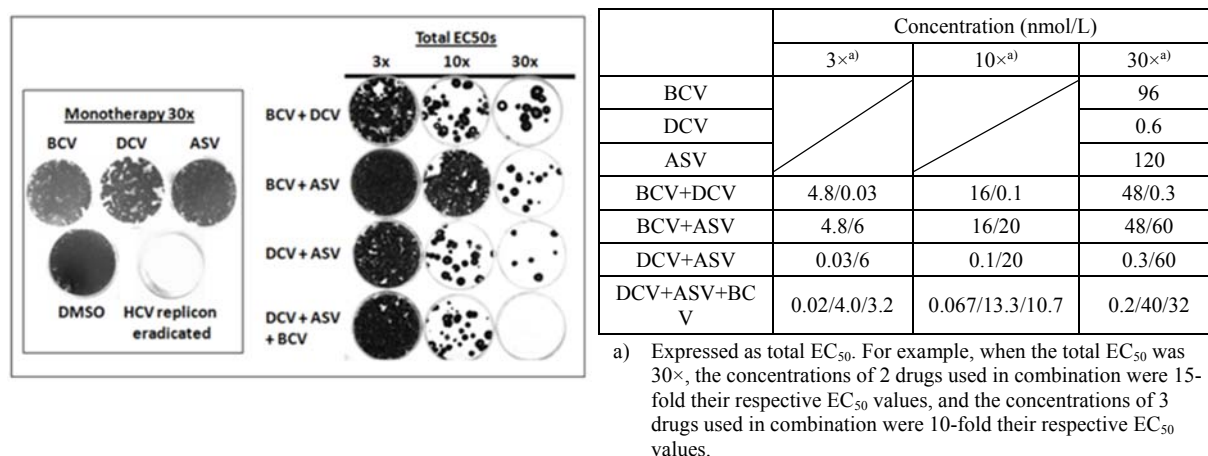 Total EC50s
3x 10x 30x
Monotherapy 30x
BCV DCV ASV
DMSO HCV replicon
eradicated
BCV + DCV
BCV + ASV
DCV + ASV
DCV + ASV
+ BCV
Concentration (nmol/L)
3×a) 10×a) 30×a)
BCV 96
DCV 0.6
ASV 120
BCV+DCV 4.8/0.03 16/0.1 48/0.3
BCV+ASV 4.8/6 16/20 48/60
DCV+ASV 0.03/6 0.1/20 0.3/60
DCV+ASV+BC
V 0.02/4.0/3.2 0.067/13.3/10.7 0.2/40/32
a) Expressed as total EC50. For example, when the total EC50 was
30×, the concentrations of 2 drugs used in combination were 15-
fold their respective EC50 values, and the concentrations of 3
drugs used in combination were 10-fold their respective EC50
values.